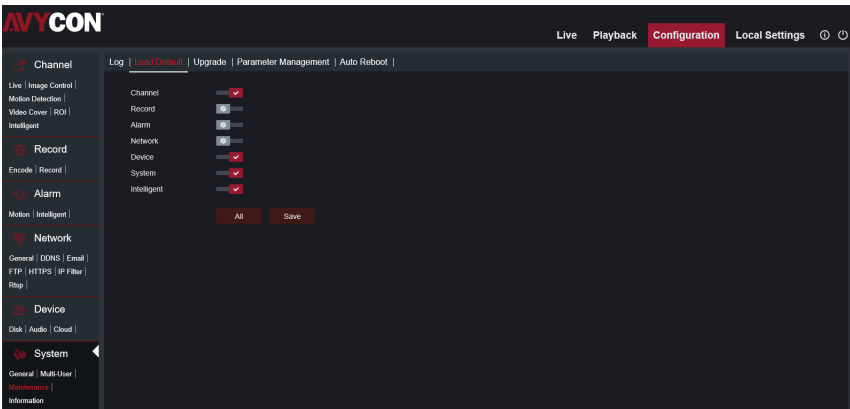 AVYCON
Live Playback Configuration Local Settings
Channel
Live | Image Control |
Motion Detection |
Video Cover | ROI |
Intelligent
Record
Encode | Record |
Alarm
Motion | Intelligent |
Network
General | DDNS | Email |
FTP | HTTPS | IP Filter |
Rtsp |
Device
Disk | Audio | Cloud |
System
General | Multi-User |
Maintenance |
Information
Log | Load Default | Upgrade | Parameter Management | Auto Reboot |
Channel
Record
Alarm
Network
Device
System
Intelligent
All Save